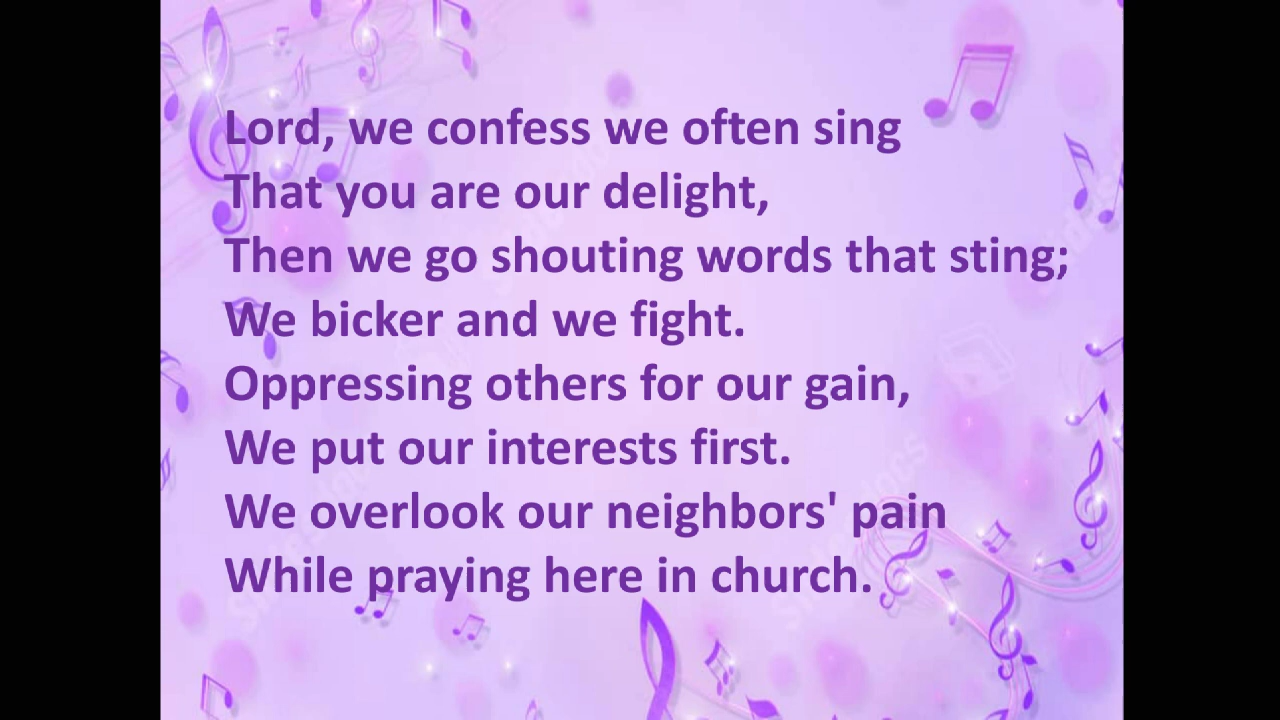 Lord, we confess we often sing
That you are our delight,
Then we go shouting words that sting;
We bicker and we fight.
Oppressing others for our gain,
We put our interests first.
We overlook our neighbors' pain
While praying here in church.